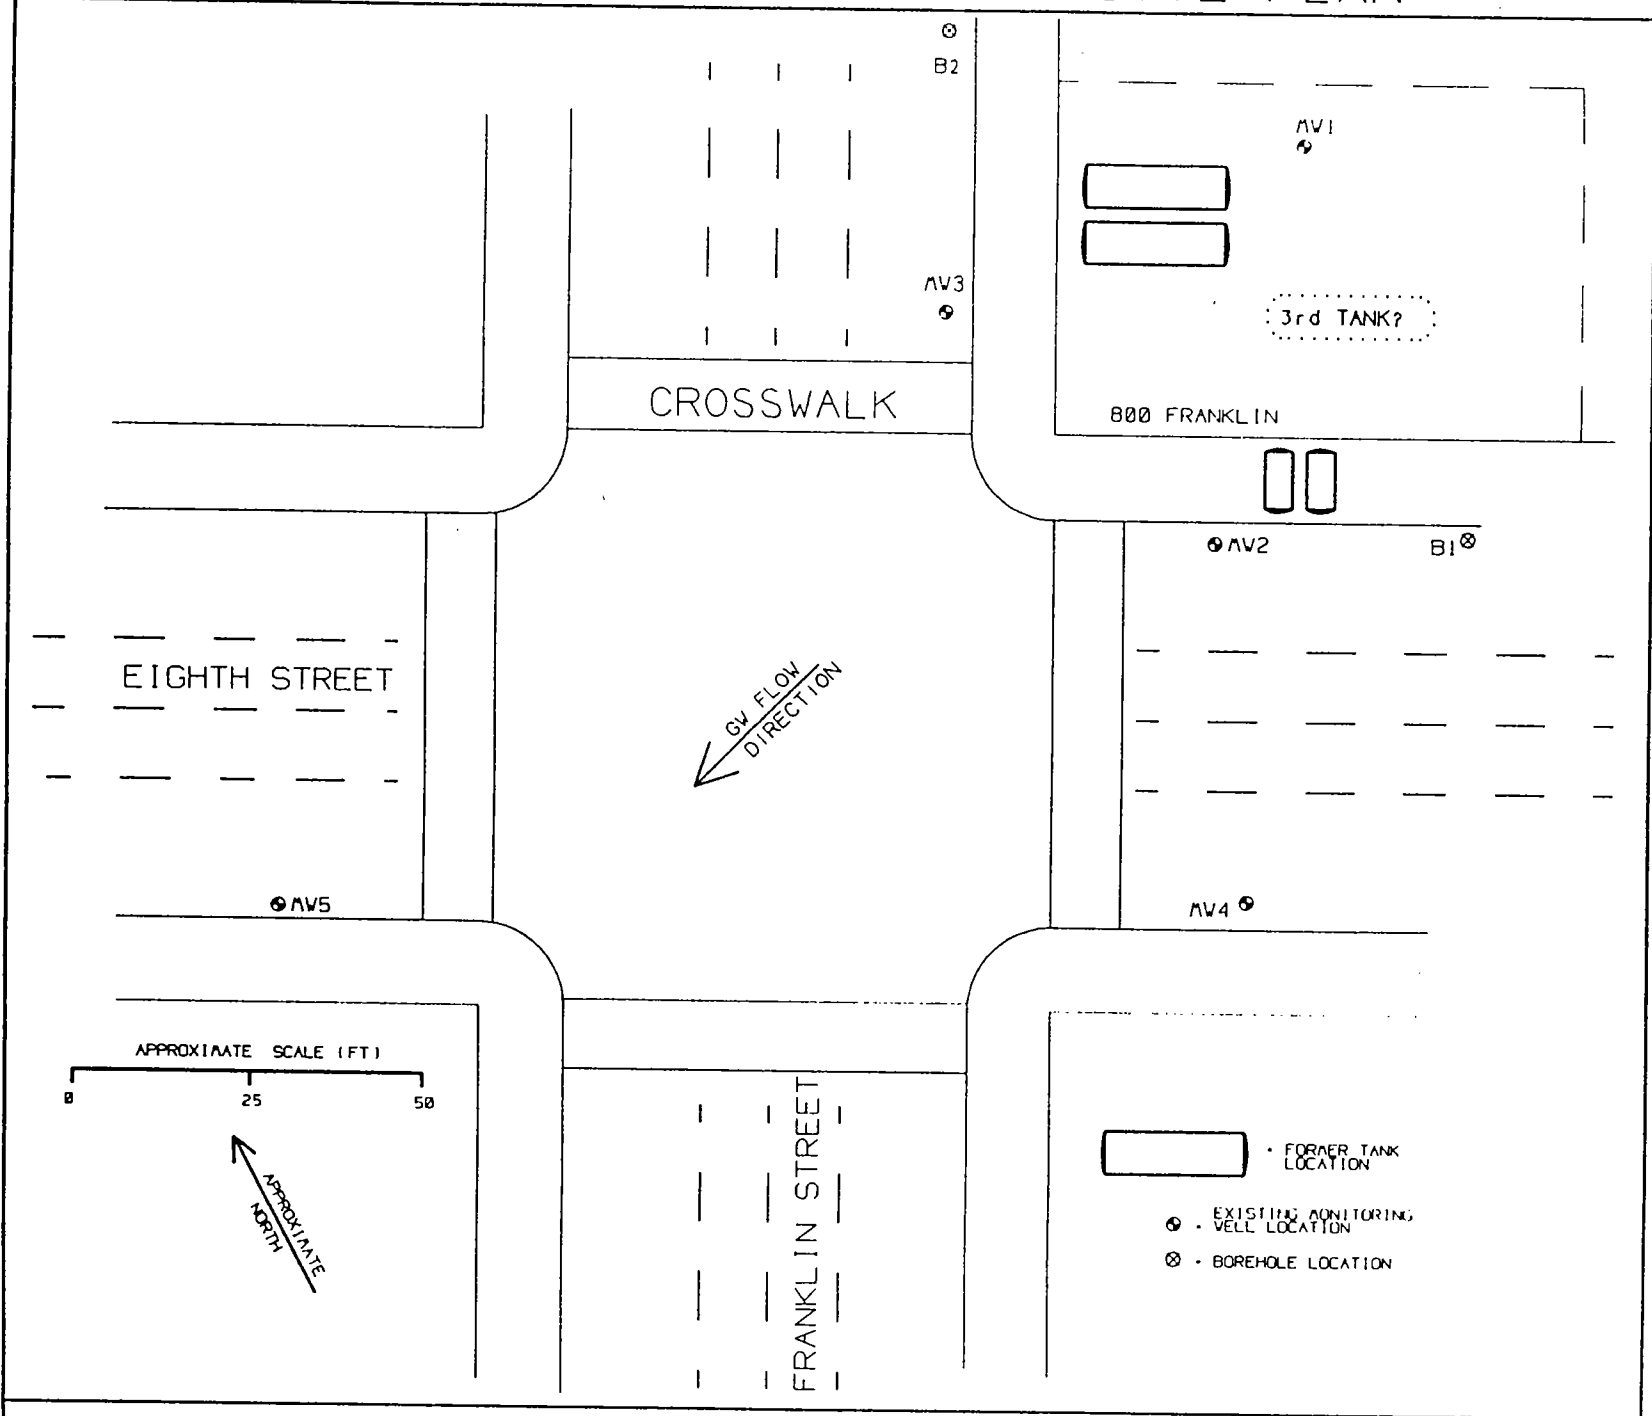 B2
MW1
MW3
3rd TANK?
CROSSWALK
800 FRANKLIN
MW2
B1
EIGHTH STREET
GW FLOW
DIRECTION
MW5
MW4
APPROXIMATE SCALE (FT)
0 25 50
APPROXIMATE
NORTH
FRANKLIN STREET
- FORMER TANK
LOCATION
- EXISTING MONITORING
WELL LOCATION
- BOREHOLE LOCATION